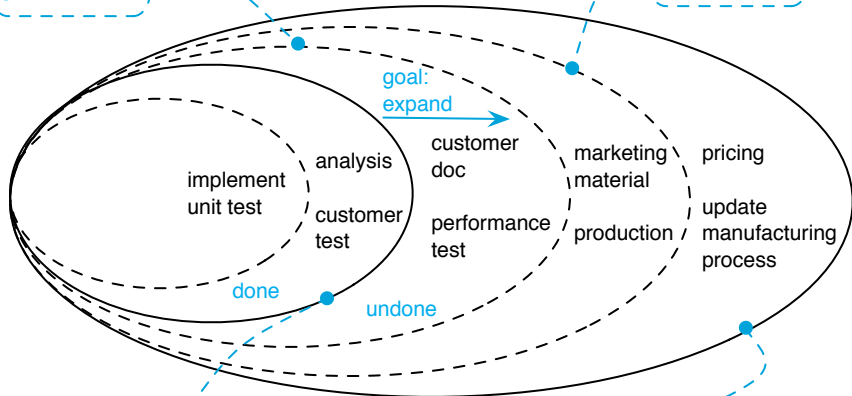 goal:
expand
implement
unit test
analysis
customer
test
customer
doc
performance
test
marketing
material
production
pricing
update
manufacturing
process
done
undone